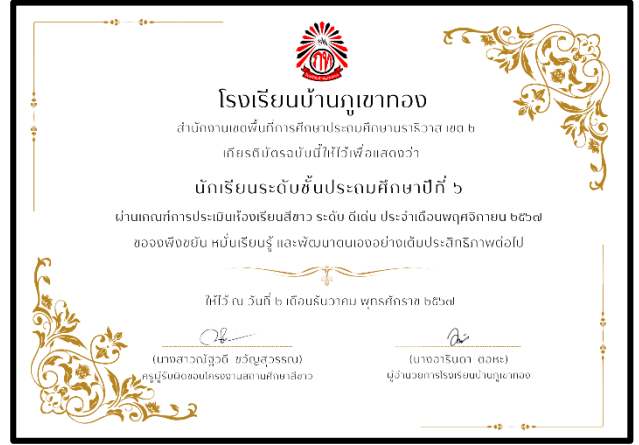 โรงเรียนบ้านภูเขาทอง
สำนักงานเขตพื้นที่การศึกษาประถมศึกษานราธิวาส เขต ๒
เกียรติบัตรฉบับนี้ให้ไว้เพื่อแสดงว่า
นักเรียนระดับชั้นประถมศึกษาปีที่ ๖
ผ่านเกณฑ์การประเมินห้องเรียนสีขาว ระดับ ดีเด่น ประจำเดือนพฤศจิกายน ๒๕๖๗
ขอจงพึงขยัน หมั่นเรียนรู้ และพัฒนาตนเองอย่างเต็มประสิทธิภาพต่อไป
ให้ไว้ ณ วันที่ ๒ เดือนธันวาคม พุทธศักราช ๒๕๖๗
(นางสาวณัฐวดี ขวัญสุวรรณ)
ครูผู้รับผิดชอบโครงงานสถานศึกษาสีขาว
(นางอารินดา ตอหะ)
ผู้อำนวยการโรงเรียนบ้านภูเขาทอง